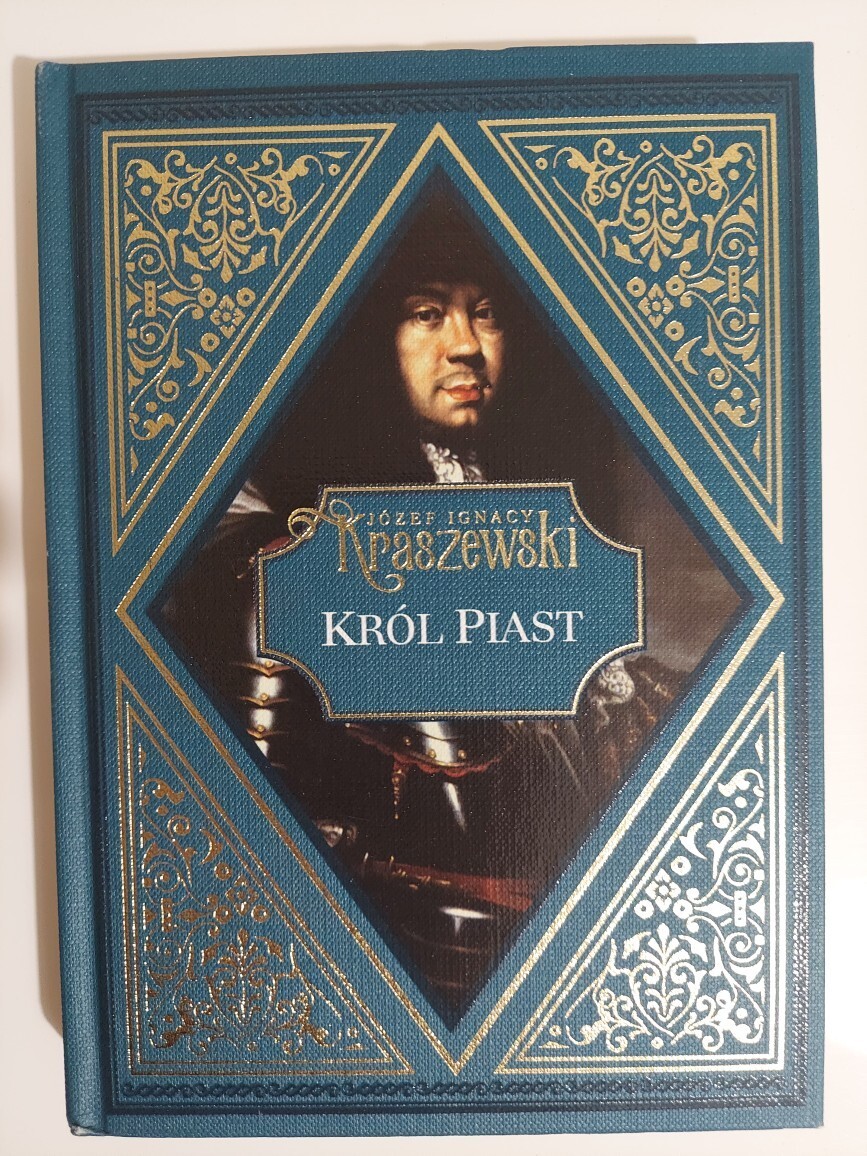 JÓZEF IGNACY
Kraszewski
KRÓL PIAST